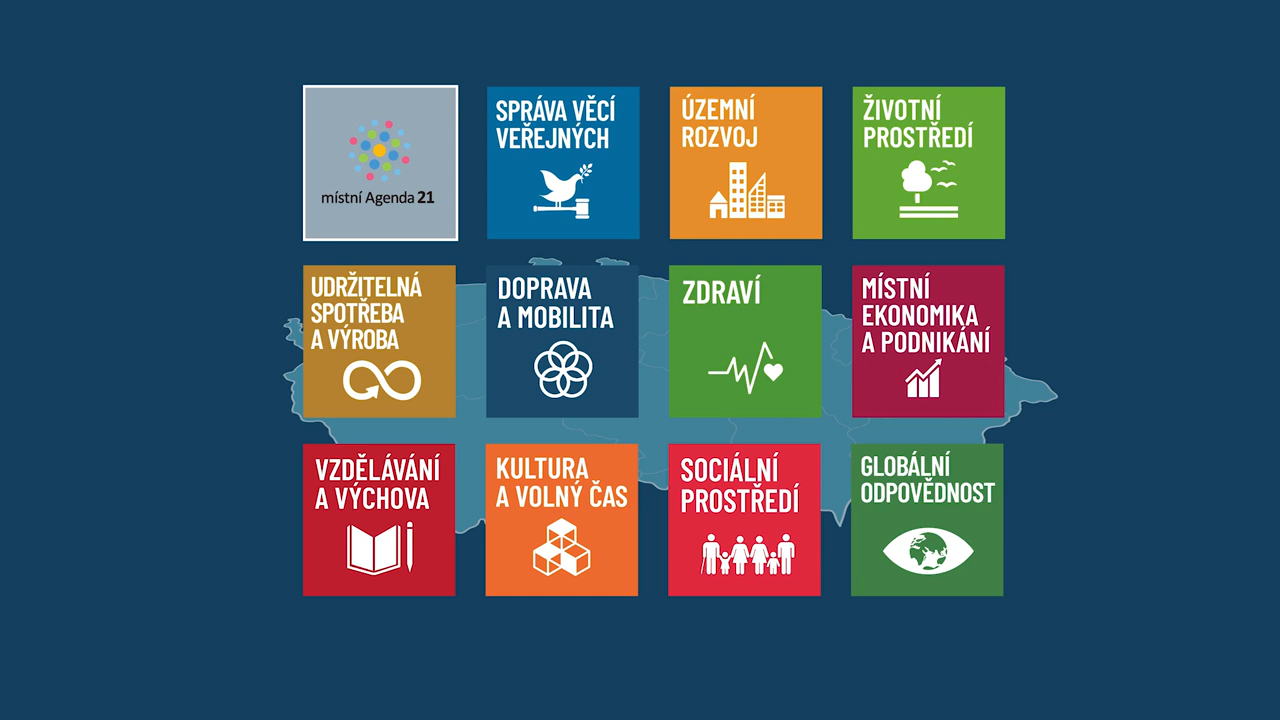 místní Agenda 21
SPRÁVA VĚCÍ
VEŘEJNÝCH
ÚZEMNÍ
ROZVOJ
ŽIVOTNÍ
PROSTŘEDÍ
UDRŽITELNÁ
SPOTŘEBA
A VÝROBA
DOPRAVA
A MOBILITA
ZDRAVÍ
MÍSTNÍ
EKONOMIKA
A PODNIKÁNÍ
VZDĚLÁVÁNÍ
A VÝCHOVA
KULTURA
A VOLNÝ ČAS
SOCIÁLNÍ
PROSTŘEDÍ
GLOBÁLNÍ
ODPOVĚDNOST